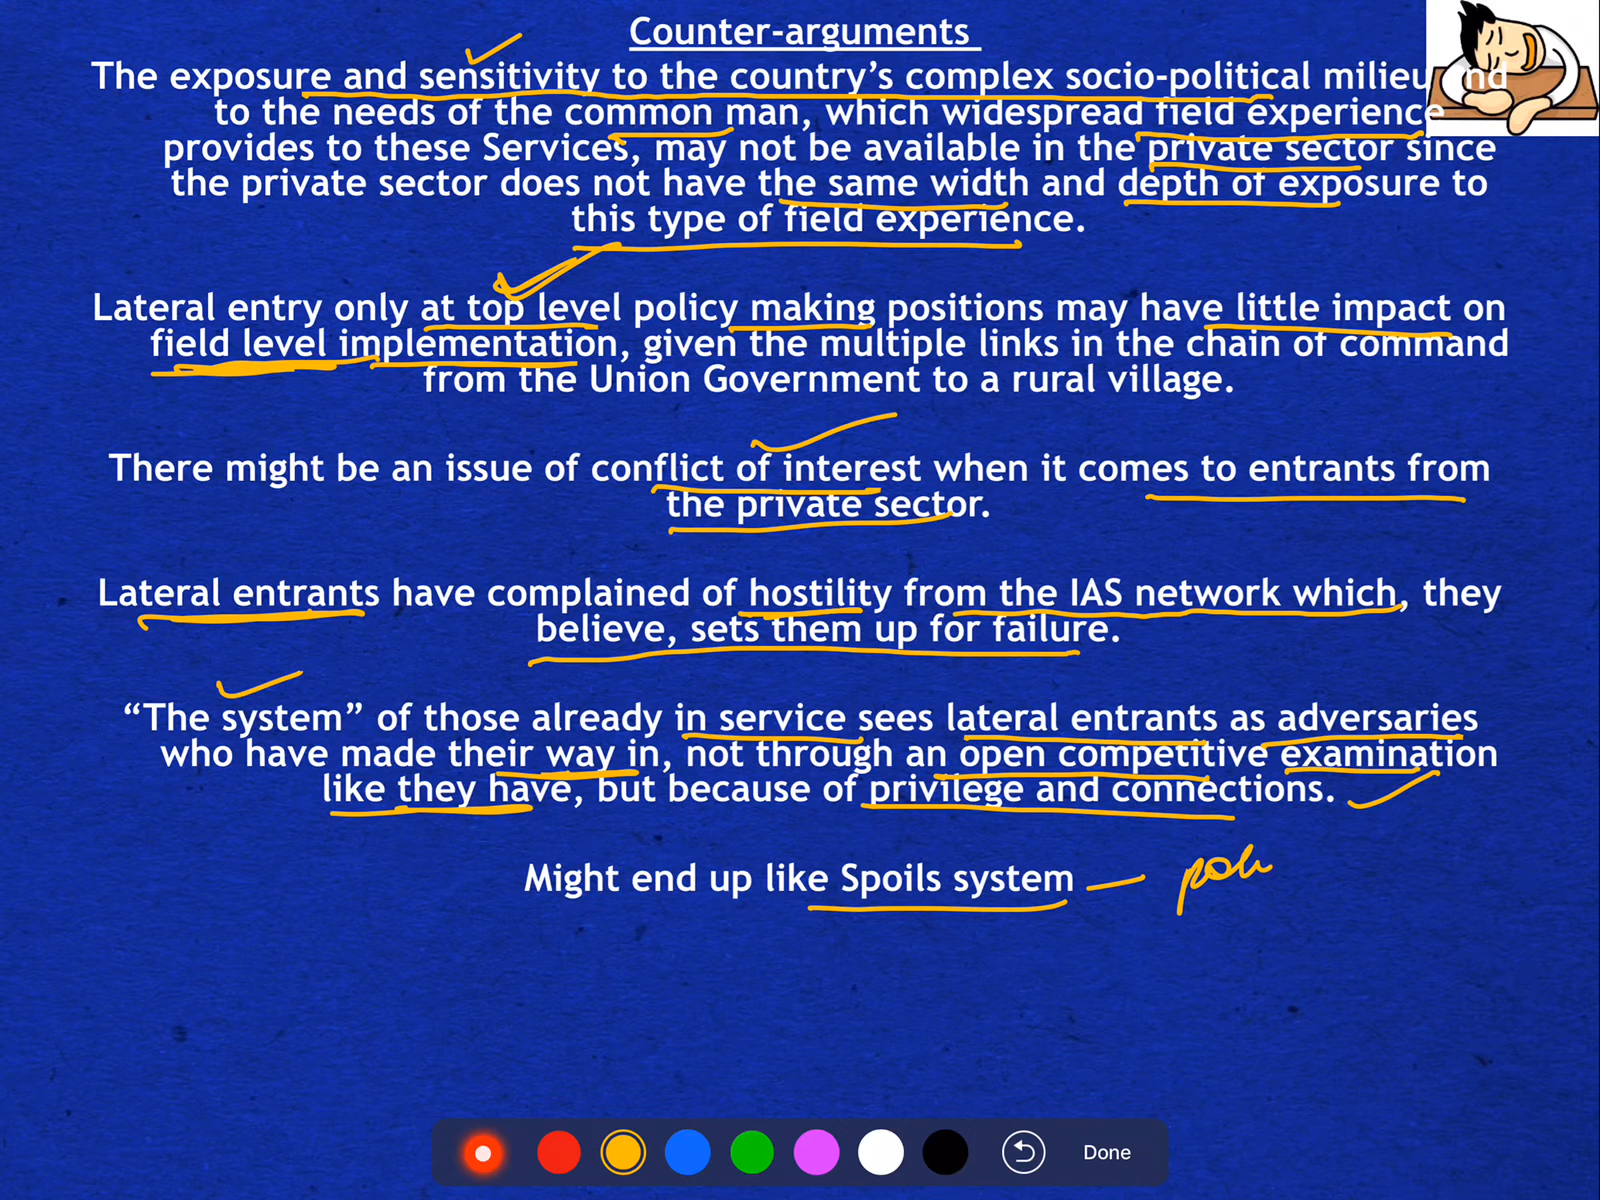 Counter-arguments
The exposure and sensitivity to the country's complex socio-political milieu and
to the needs of the common man, which widespread field experience
provides to these Services, may not be available in the private sector since
the private sector does not have the same width and depth of exposure to
this type of field experience.
Lateral entry only at top level policy making positions may have little impact on
field level implementation, given the multiple links in the chain of command
from the Union Government to a rural village.
There might be an issue of conflict of interest when it comes to entrants from
the private sector.
Lateral entrants have complained of hostility from the IAS network which, they
believe, sets them up for failure.
“The system” of those already in service sees lateral entrants as adversaries
who have made their way in, not through an open competitive examination
like they have, but because of privilege and connections.
Might end up like Spoils system —
Done